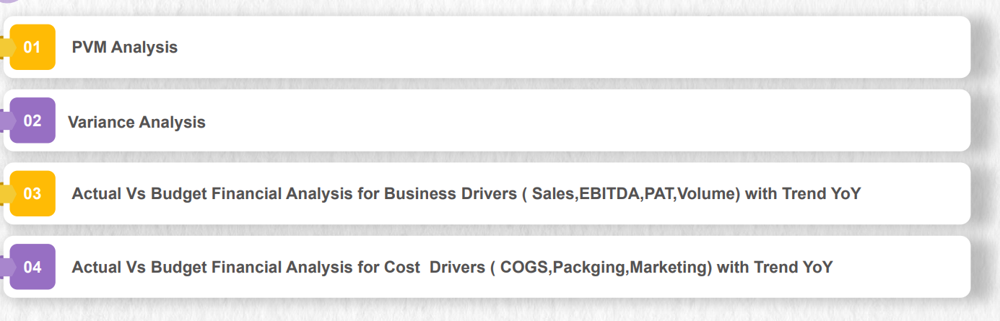 01 PVM Analysis
02 Variance Analysis
03 Actual Vs Budget Financial Analysis for Business Drivers ( Sales,EBITDA,PAT,Volume) with Trend YoY
04 Actual Vs Budget Financial Analysis for Cost  Drivers ( COGS,Packging,Marketing) with Trend YoY